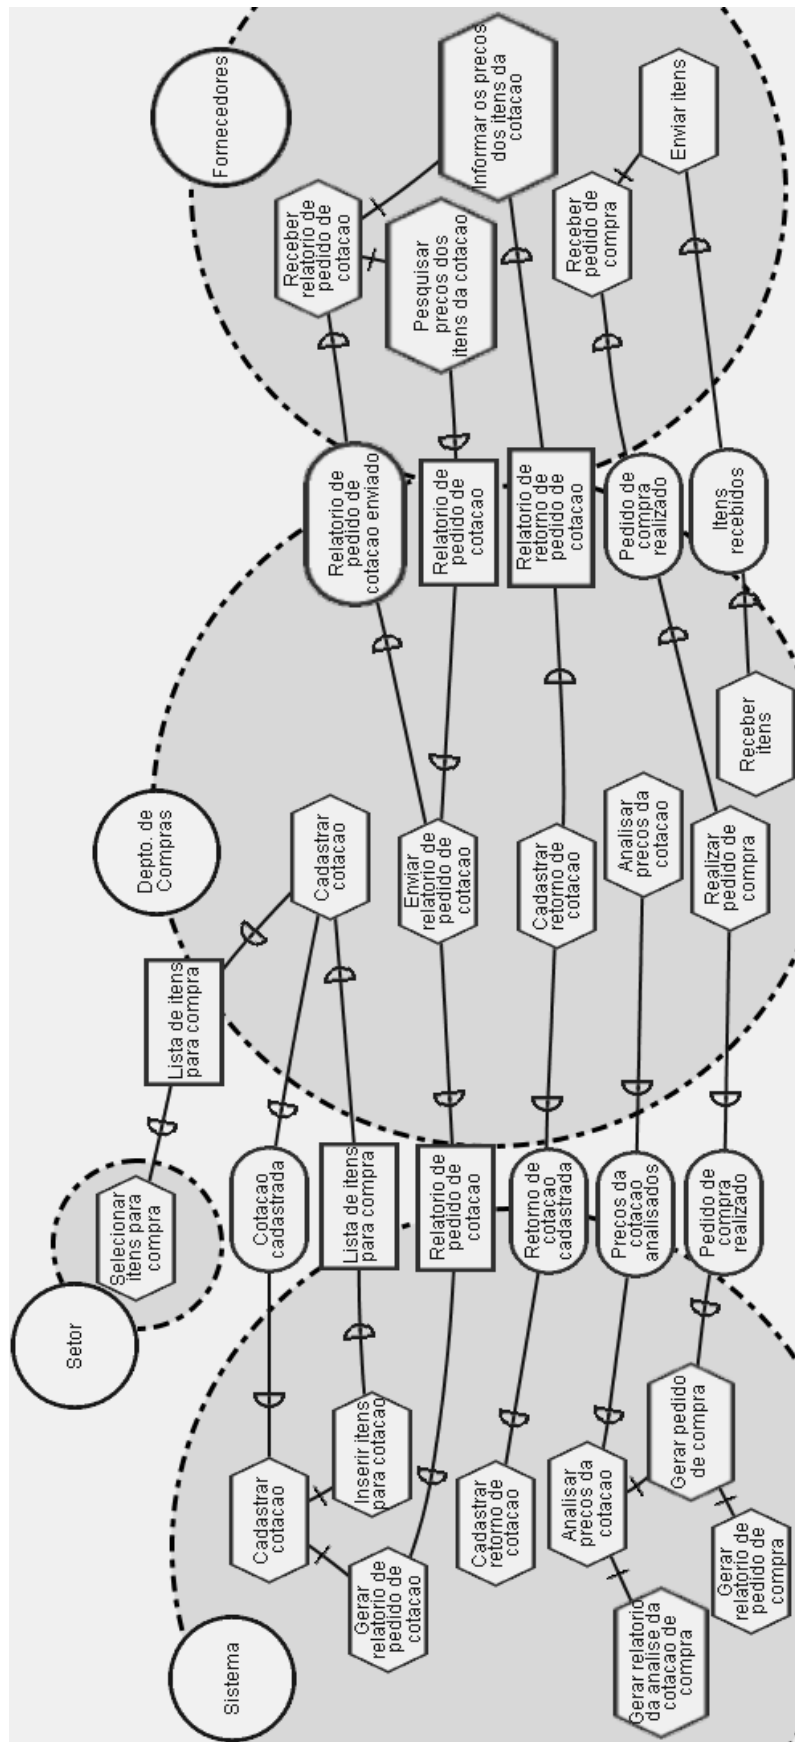 Sistema
Setor
Depto. de
Compras
Fornecedores
Selecionar
itens para
compra
Lista de itens
para compra
Cadastrar
cotacao
Cotacao
cadastrada
Cadastrar
cotacao
Receber
relatorio de
pedido de
cotacao
Relatorio de
pedido de
cotacao enviado
Inserir itens
para cotacao
Lista de itens
para compra
Gerar
relatorio de
pedido de
cotacao
Relatorio de
pedido de
cotacao
Enviar
relatorio de
pedido de
cotacao
Relatorio de
pedido de
cotacao
Pesquisar
precos dos
itens da cotacao
Informar os precos
dos itens da
cotacao
Cadastrar
retorno de
cotacao
Retorno de
cotacao
cadastrada
Cadastrar
retorno de
cotacao
Relatorio de
retorno de
pedido de
cotacao
Analisar
precos da
cotacao
Precos da
cotacao
analisados
Analisar
precos da
cotacao
Pedido de
compra
realizado
Receber
pedido de
compra
Gerar relatorio
da analise da
cotacao de
compra
Gerar pedido
de compra
Pedido de
compra
realizado
Realizar
pedido de
compra
Itens
recebidos
Enviar itens
Gerar
relatorio de
pedido de
compra
Receber
itens